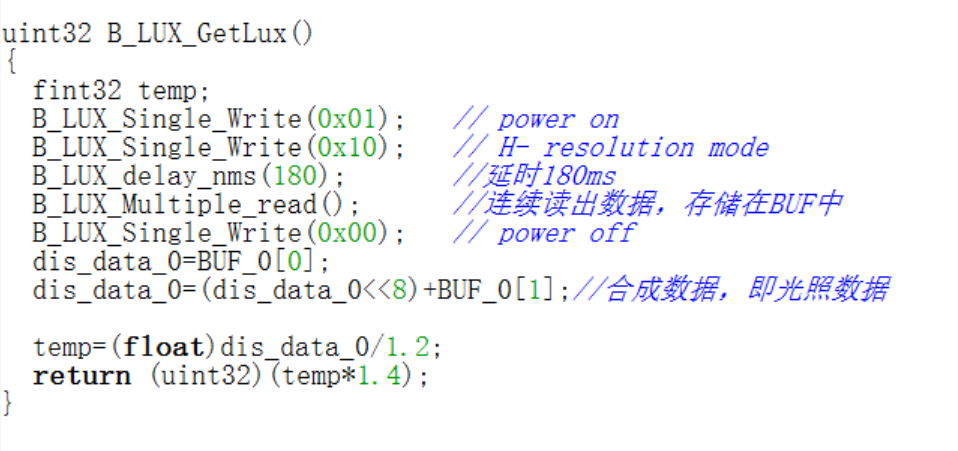 uint32 B_LUX_GetLux()
{
  fint32 temp;
  B_LUX_Single_Write(0x01);   // power on
  B_LUX_Single_Write(0x10);   // H- resolution mode
  B_LUX_delay_nms(180);       //延时180ms
  B_LUX_Multiple_read();      //连续读出数据，存储在BUF中
  B_LUX_Single_Write(0x00);   // power off
  dis_data_0=BUF_0[0];
  dis_data_0=(dis_data_0<<8)+BUF_0[1];//合成数据，即光照数据
  temp=(float)dis_data_0/1.2;
  return (uint32)(temp*1.4);
}